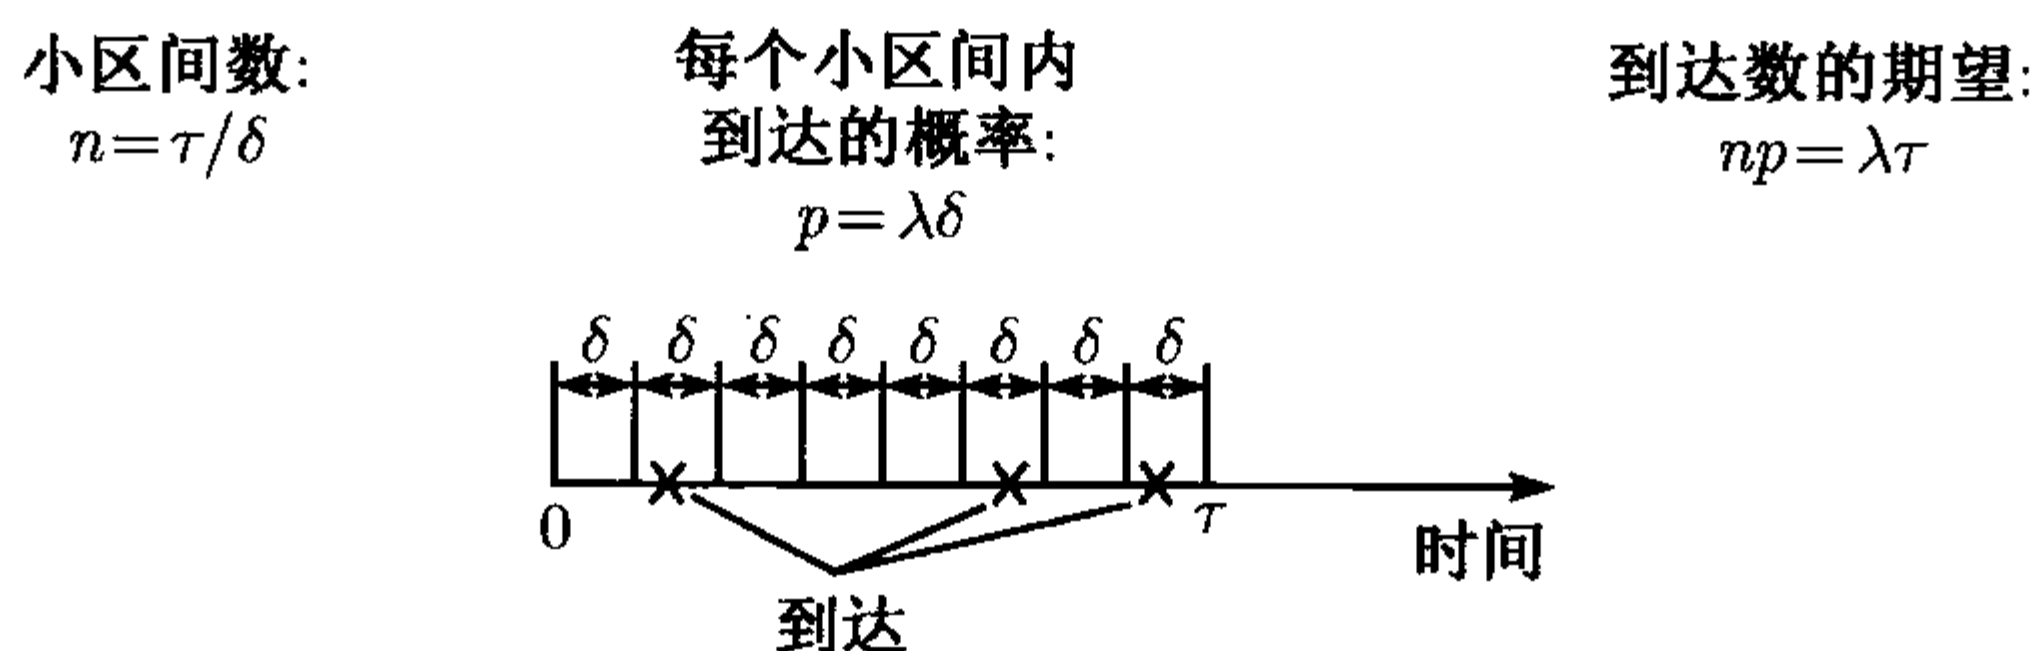 小区间数:
n=τ/δ
每个小区间内
到达的概率:
p=λδ
到达数的期望:
np=λτ
δ δ δ δ δ δ δ δ
0 τ
时间
到达